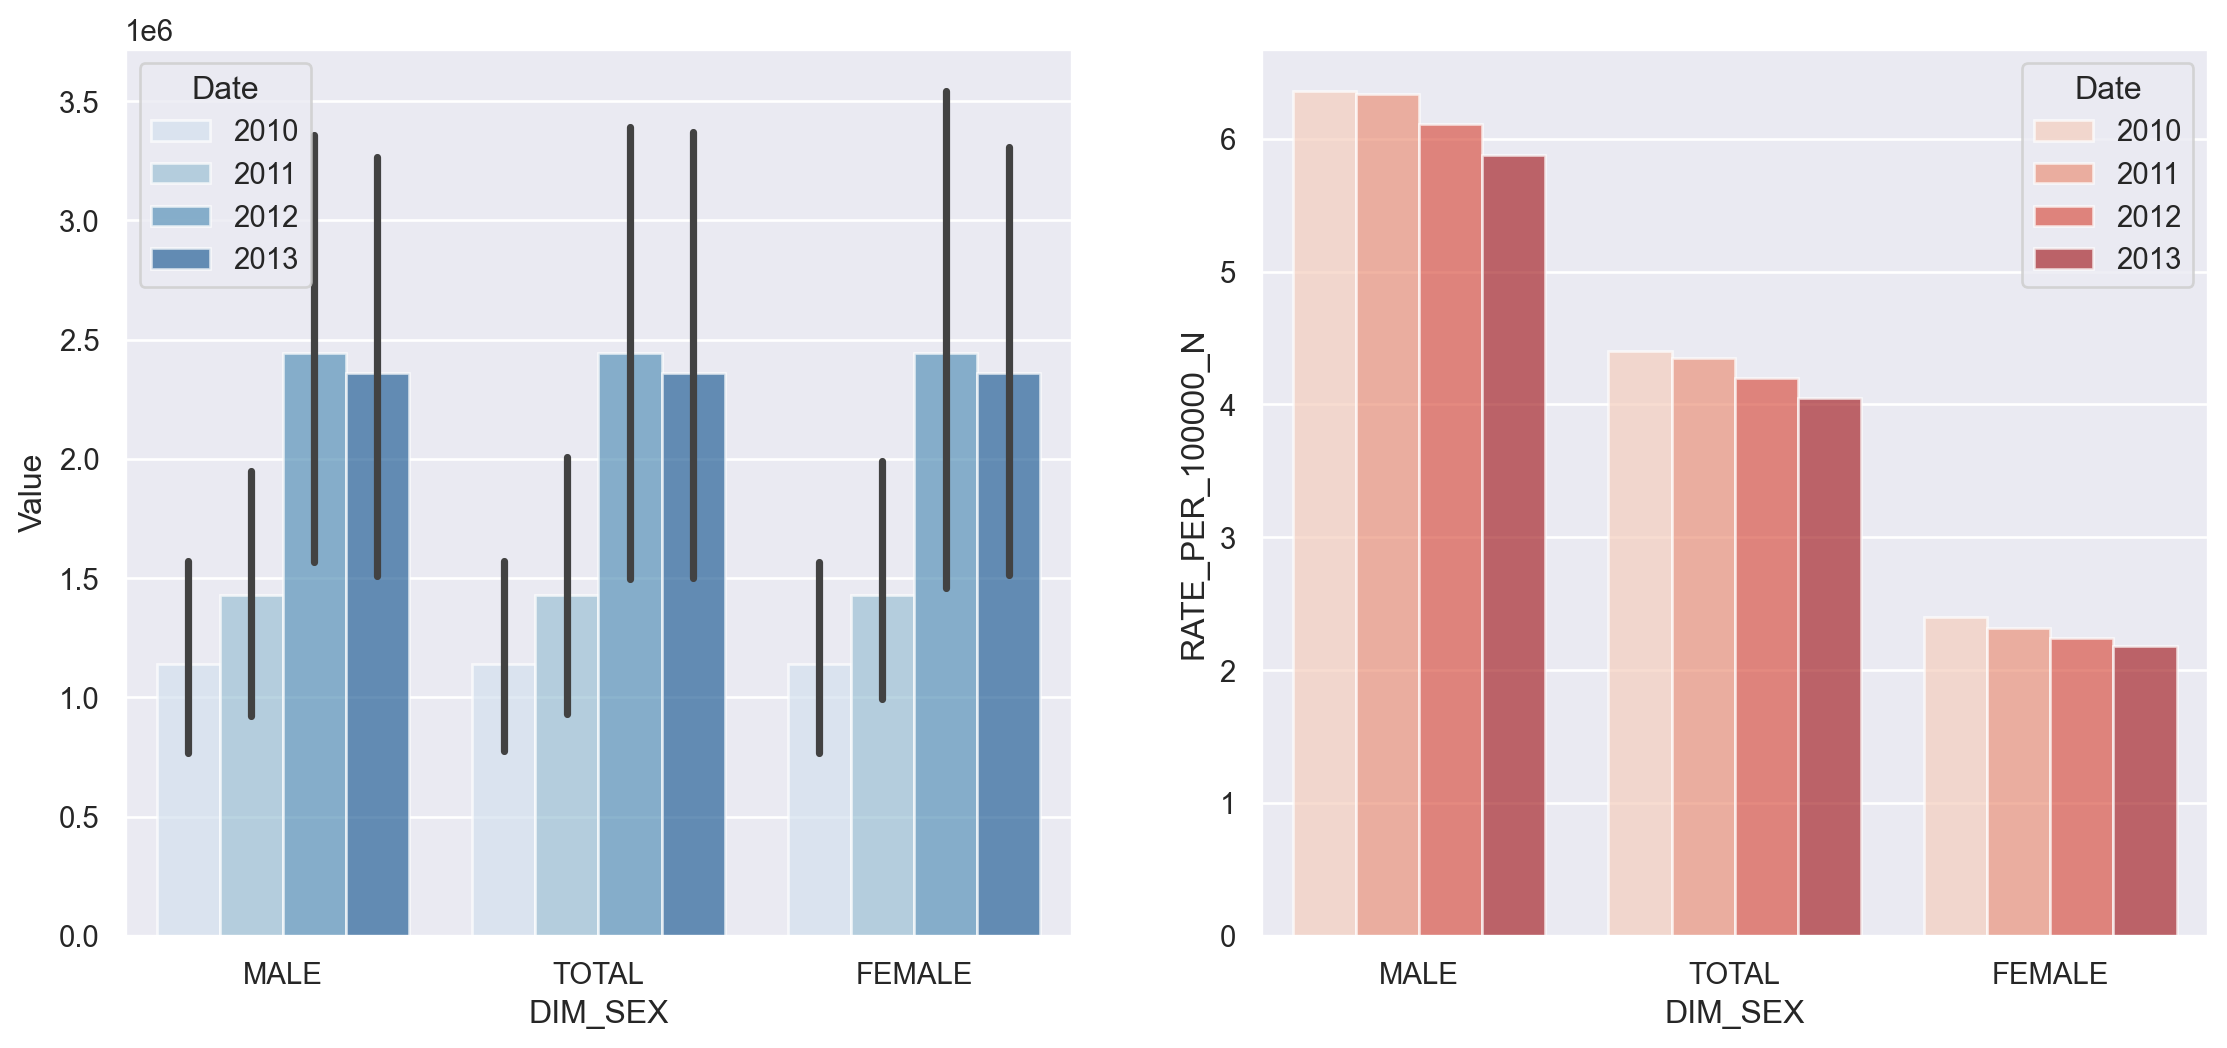 1e6
3.5
3.0
2.5
2.0
1.5
1.0
0.5
0.0
Value
Date
2010
2011
2012
2013
MALE TOTAL FEMALE
DIM_SEX
6
5
4
3
2
1
0
RATE_PER_100000_N
Date
2010
2011
2012
2013
MALE TOTAL FEMALE
DIM_SEX